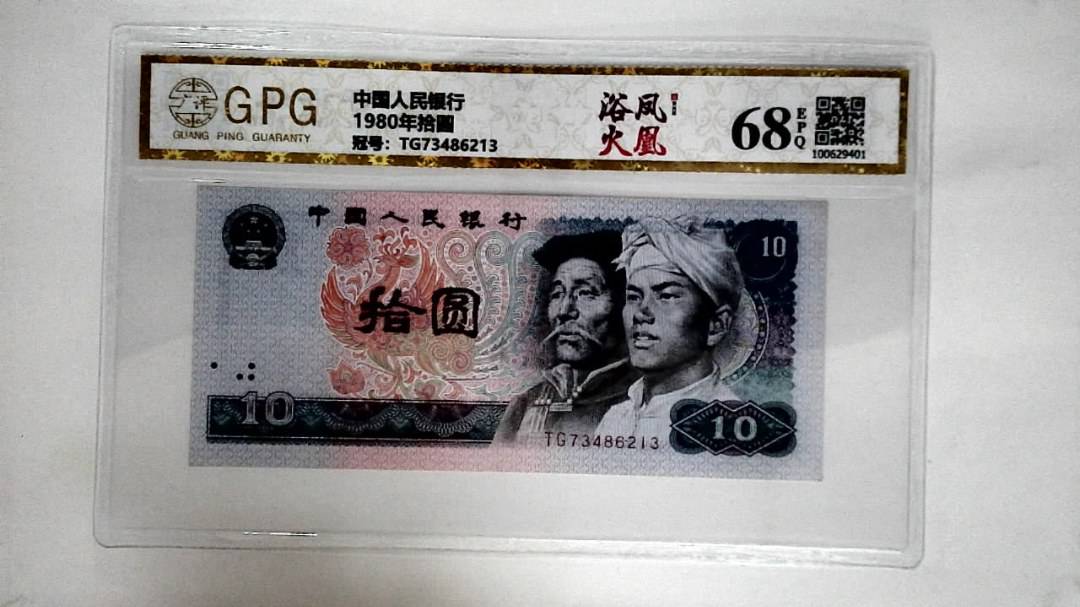 广评
GPG
GUANG PING GUARANTY
中国人民银行
1980年拾圆
冠号：TG73486213
浴凤
火凰
68 EPQ
100629401
中国人民银行
10
拾圆
10
TG73486213
10